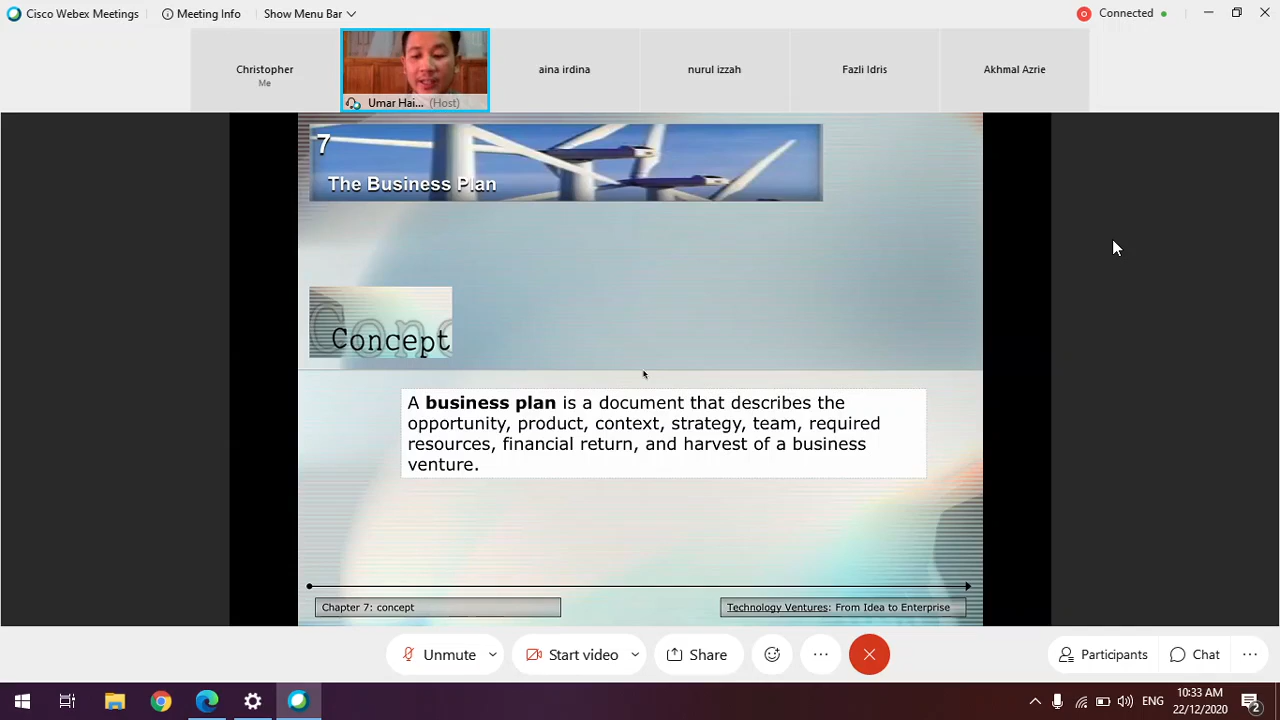 Cisco Webex Meetings
Meeting Info
Show Menu Bar
Connected
Christopher
Me
Umar Hai... (Host)
aina irdina
nurul izzah
Fazli Idris
Akhmal Azrie
7
The Business Plan
Concept
A business plan is a document that describes the
opportunity, product, context, strategy, team, required
resources, financial return, and harvest of a business
venture.
Chapter 7: concept
Technology Ventures: From Idea to Enterprise
Unmute
Start video
Share
Participants
Chat
ENG
10:33 AM
22/12/2020
2